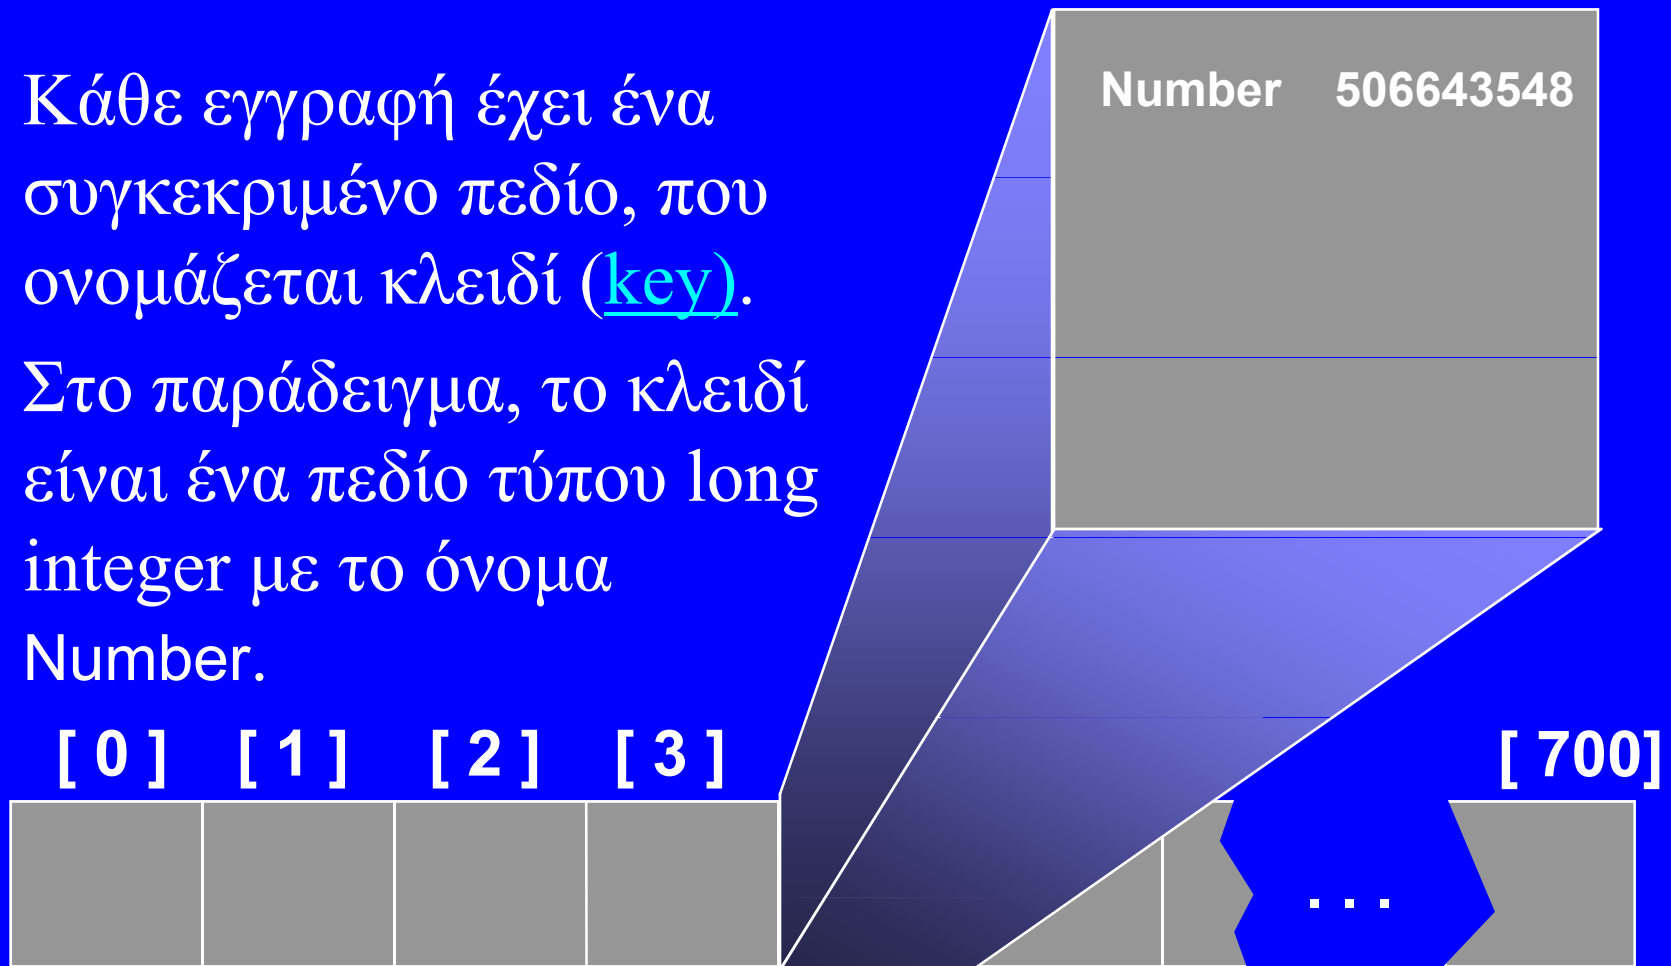 Κάθε εγγραφή έχει ένα
συγκεκριμένο πεδίο, που
ονομάζεται κλειδί (key).
Στο παράδειγμα, το κλειδί
είναι ένα πεδίο τύπου long
integer με το όνομα
Number.
Number 506643548
[ 0 ] [ 1 ] [ 2 ] [ 3 ] [ 700]
. . .